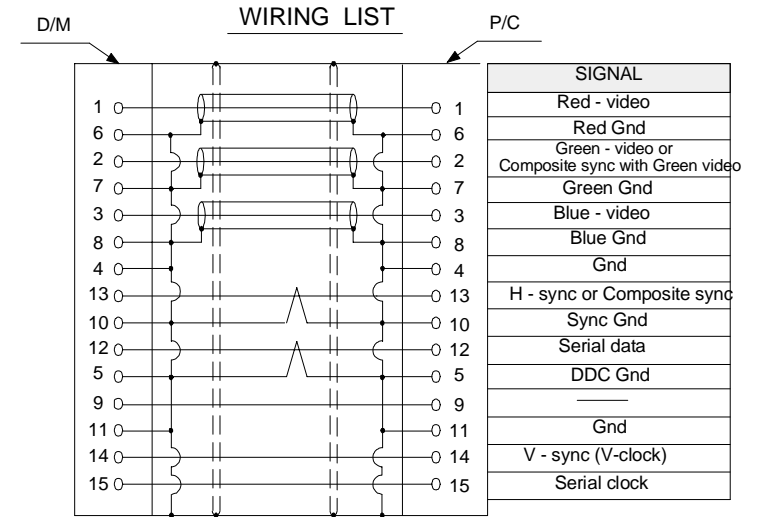 WIRING LIST
D/M
P/C
SIGNAL
1 1 Red - video
6 6 Red Gnd
2 2 Green - video or
Composite sync with Green video
7 7 Green Gnd
3 3 Blue - video
8 8 Blue Gnd
4 4 Gnd
13 13 H - sync or Composite sync
10 10 Sync Gnd
12 12 Serial data
5 5 DDC Gnd
9 9
11 11 Gnd
14 14 V - sync (V-clock)
15 15 Serial clock